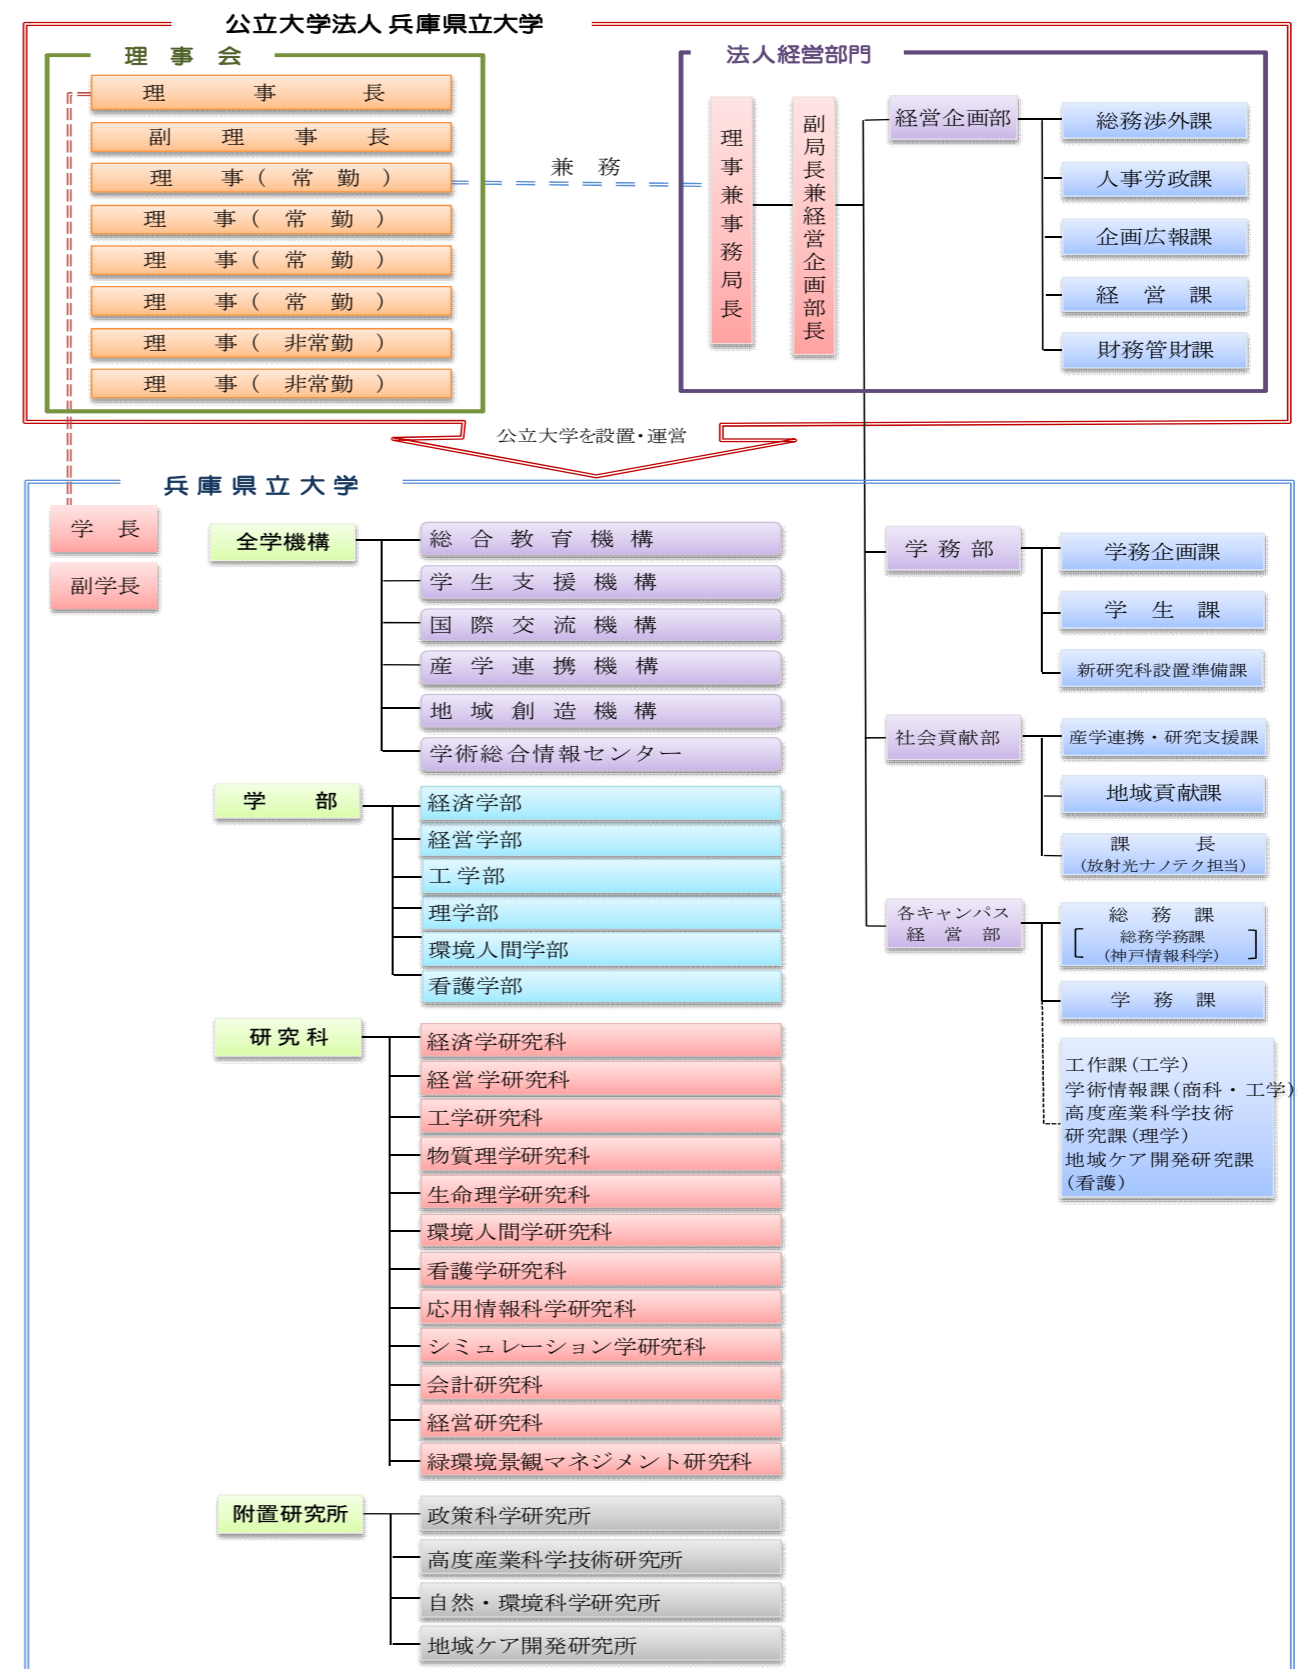 公立大学法人 兵庫県立大学
理事会
理事長
副理事長
理事(常勤)
理事(常勤)
理事(常勤)
理事(常勤)
理事(非常勤)
理事(非常勤)
兼務
法人経営部門
理事兼事務局長
副局長兼経営企画部長
経営企画部
総務渉外課
人事労政課
企画広報課
経営課
財務管財課
公立大学を設置・運営
兵庫県立大学
学長
副学長
全学機構
総合教育機構
学生支援機構
国際交流機構
産学連携機構
地域創造機構
学術総合情報センター
学部
経済学部
経営学部
工学部
理学部
環境人間学部
看護学部
研究科
経済学研究科
経営学研究科
工学研究科
物質理学研究科
生命理学研究科
環境人間学研究科
看護学研究科
応用情報科学研究科
シミュレーション学研究科
会計研究科
経営研究科
緑環境景観マネジメント研究科
附置研究所
政策科学研究所
高度産業科学技術研究所
自然・環境科学研究所
地域ケア開発研究所
学務部
学務企画課
学生課
新研究科設置準備課
社会貢献部
産学連携・研究支援課
地域貢献課
課長
(放射光ナノテク担当)
各キャンパス
経営部
総務課
[総務学務課
(神戸情報科学)]
学務課
工作課(工学)
学術情報課(商科・工学)
高度産業科学技術
研究課(理学)
地域ケア開発研究課
(看護)